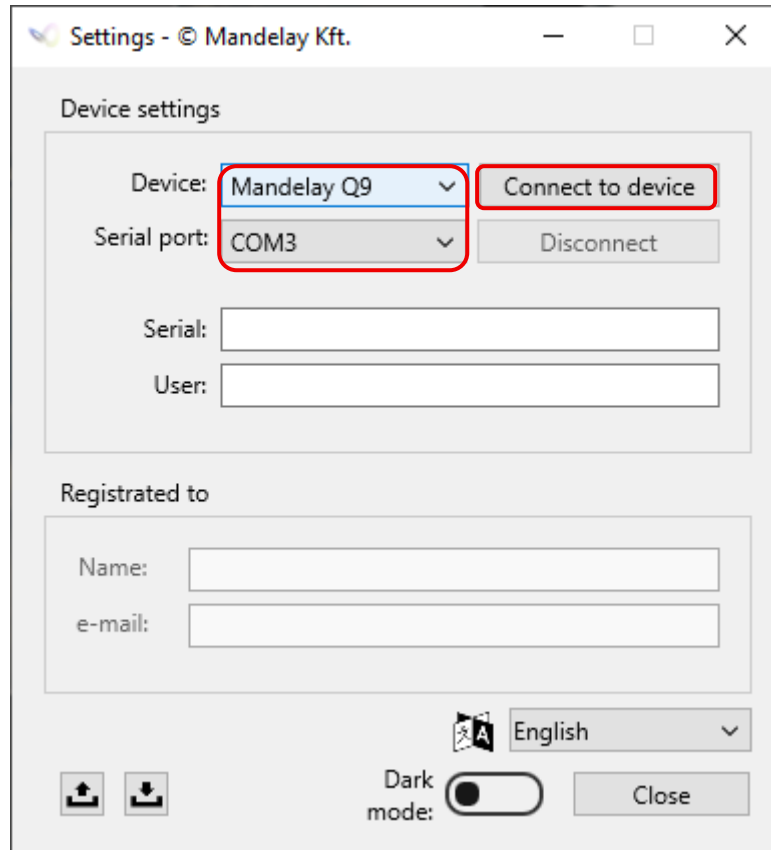 Settings - © Mandelay Kft.
Device settings
Device: Mandelay Q9 Connect to device
Serial port: COM3 Disconnect
Serial:
User:
Registrated to
Name:
e-mail:
English
Dark
mode:
Close